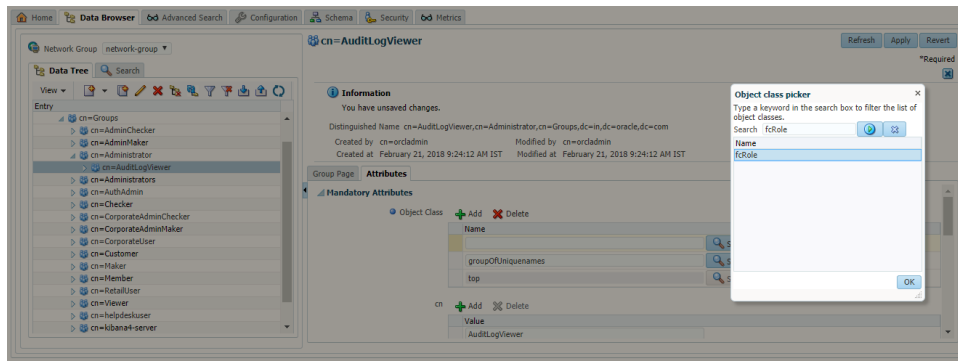 Home Data Browser Advanced Search Configuration Schema Security Metrics
Network Group network-group
Data Tree Search
View
Entry
cn=Groups
cn=AdminChecker
cn=AdminMaker
cn=Administrator
cn=AuditLogViewer
cn=Administrators
cn=AuthAdmin
cn=Checker
cn=CorporateAdminChecker
cn=CorporateAdminMaker
cn=CorporateUser
cn=Customer
cn=Maker
cn=Member
cn=RetailUser
cn=Viewer
cn=helpdeskuser
cn=kibana4-server
cn=AuditLogViewer
Refresh Apply Revert
*Required
Information
You have unsaved changes.
Distinguished Name cn=AuditLogViewer,cn=Administrator,cn=Groups,dc=in,dc=oracle,dc=com
Created by cn=orcladmin Modified by cn=orcladmin
Created at February 21, 2018 9:24:12 AM IST Modified at February 21, 2018 9:24:12 AM IST
Group Page Attributes
Mandatory Attributes
Object Class Add Delete
Name
groupOfUniquenames
top
cn Add Delete
Value
AuditLogViewer
Object class picker
Type a keyword in the search box to filter the list of
object classes.
Search fcRole
Name
fcRole
OK